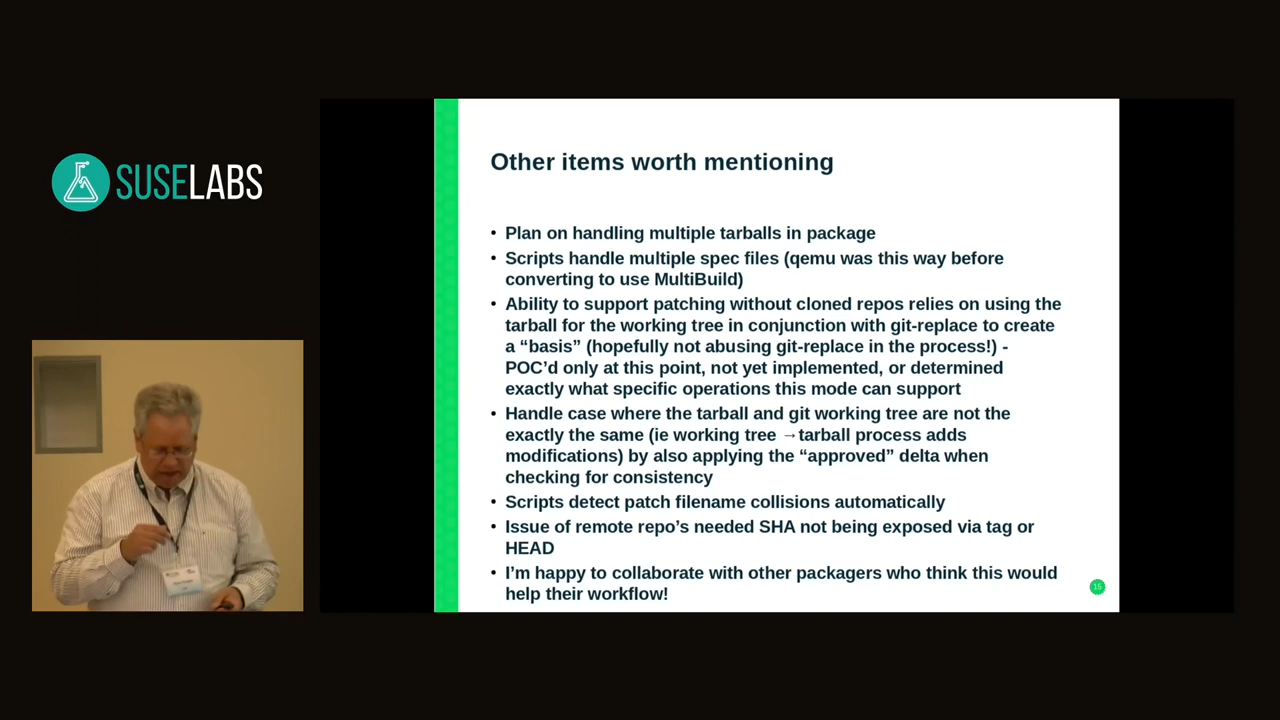 SUSELABS
Other items worth mentioning
• Plan on handling multiple tarballs in package
• Scripts handle multiple spec files (qemu was this way before
converting to use MultiBuild)
• Ability to support patching without cloned repos relies on using the
tarball for the working tree in conjunction with git-replace to create
a “basis” (hopefully not abusing git-replace in the process!) -
POC’d only at this point, not yet implemented, or determined
exactly what specific operations this mode can support
• Handle case where the tarball and git working tree are not the
exactly the same (ie working tree →tarball process adds
modifications) by also applying the “approved” delta when
checking for consistency
• Scripts detect patch filename collisions automatically
• Issue of remote repo’s needed SHA not being exposed via tag or
HEAD
• I’m happy to collaborate with other packagers who think this would
help their workflow!